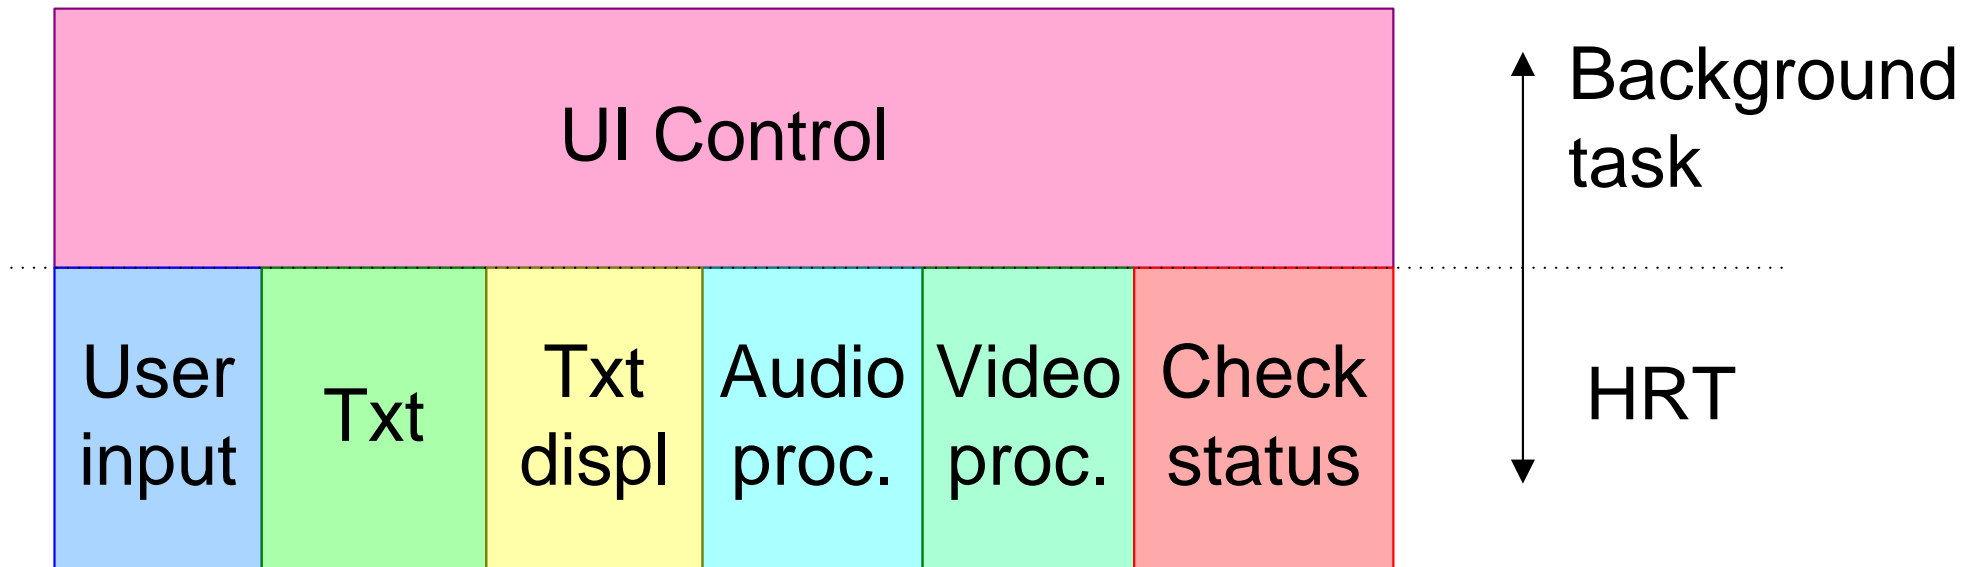 UI Control
Background
task
User
input
Txt
Txt
displ
Audio
proc.
Video
proc.
Check
status
HRT